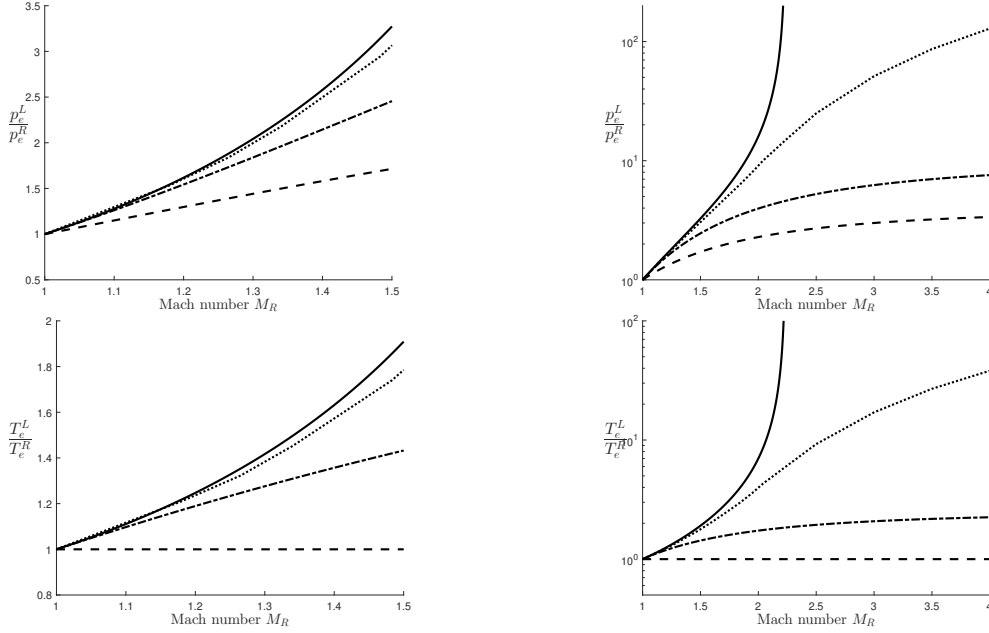 3.5
3
2.5
2
1.5
1
0.5
p_e^L
p_e^R
1 1.1 1.2 1.3 1.4 1.5
Mach number M_R
10^2
10^1
10^0
p_e^L
p_e^R
1 1.5 2 2.5 3 3.5 4
Mach number M_R
2
1.8
1.6
1.4
1.2
1
0.8
T_e^L
T_e^R
1 1.1 1.2 1.3 1.4 1.5
Mach number M_R
10^2
10^1
10^0
T_e^L
T_e^R
1 1.5 2 2.5 3 3.5 4
Mach number M_R